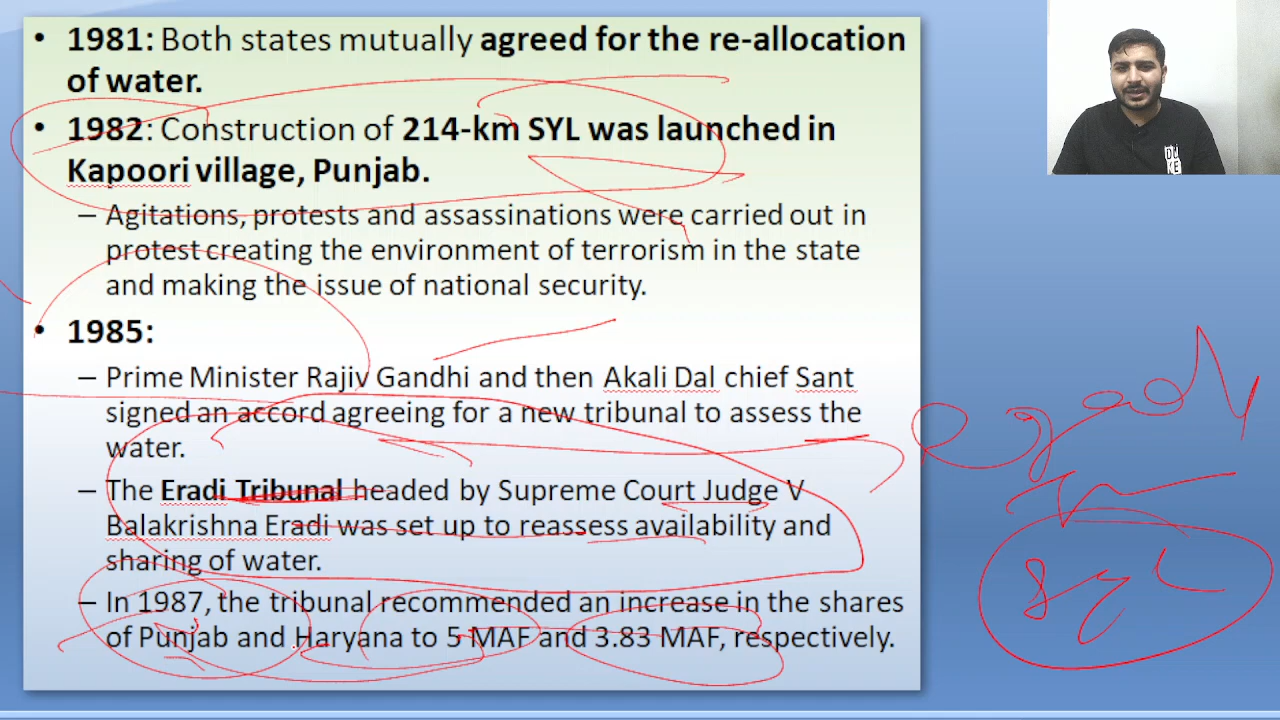 • 1981: Both states mutually agreed for the re-allocation
of water.
• 1982: Construction of 214-km SYL was launched in
Kapoori village, Punjab.
– Agitations, protests and assassinations were carried out in
protest creating the environment of terrorism in the state
and making the issue of national security.
• 1985:
– Prime Minister Rajiv Gandhi and then Akali Dal chief Sant
signed an accord agreeing for a new tribunal to assess the
water.
– The Eradi Tribunal headed by Supreme Court Judge V
Balakrishna Eradi was set up to reassess availability and
sharing of water.
– In 1987, the tribunal recommended an increase in the shares
of Punjab and Haryana to 5 MAF and 3.83 MAF, respectively.
DU
KE
SYL